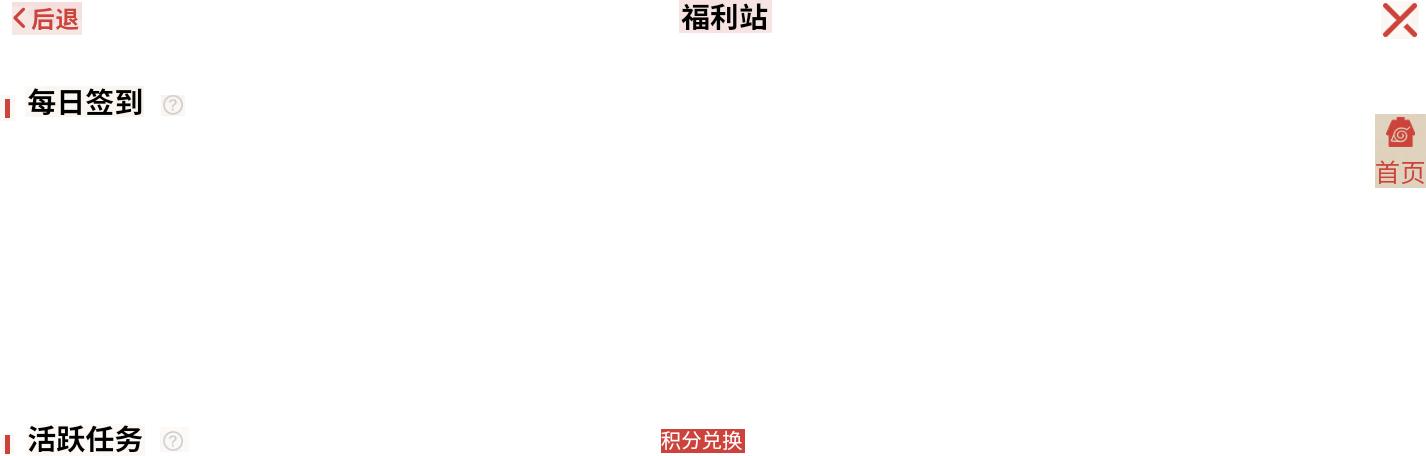 后退
福利站
每日签到
首页
活跃任务
积分兑换